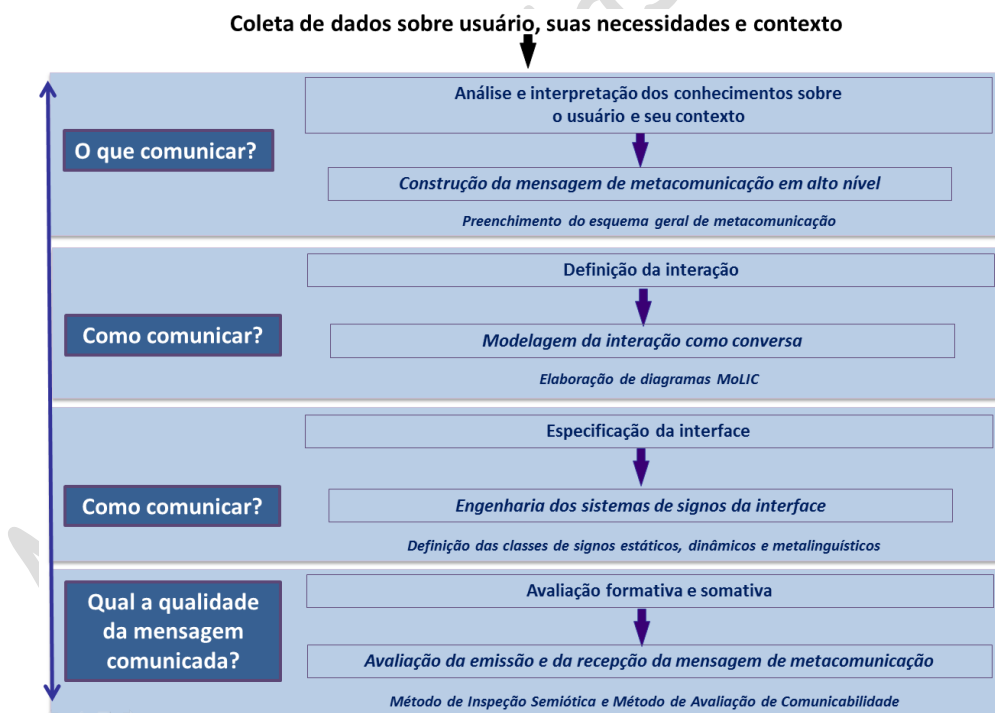 Coleta de dados sobre usuário, suas necessidades e contexto
O que comunicar?
Análise e interpretação dos conhecimentos sobre
o usuário e seu contexto
Construção da mensagem de metacomunicação em alto nível
Preenchimento do esquema geral de metacomunicação
Como comunicar?
Definição da interação
Modelagem da interação como conversa
Elaboração de diagramas MoLIC
Como comunicar?
Especificação da interface
Engenharia dos sistemas de signos da interface
Definição das classes de signos estáticos, dinâmicos e metalinguísticos
Qual a qualidade
da mensagem
comunicada?
Avaliação formativa e somativa
Avaliação da emissão e da recepção da mensagem de metacomunicação
Método de Inspeção Semiótica e Método de Avaliação de Comunicabilidade